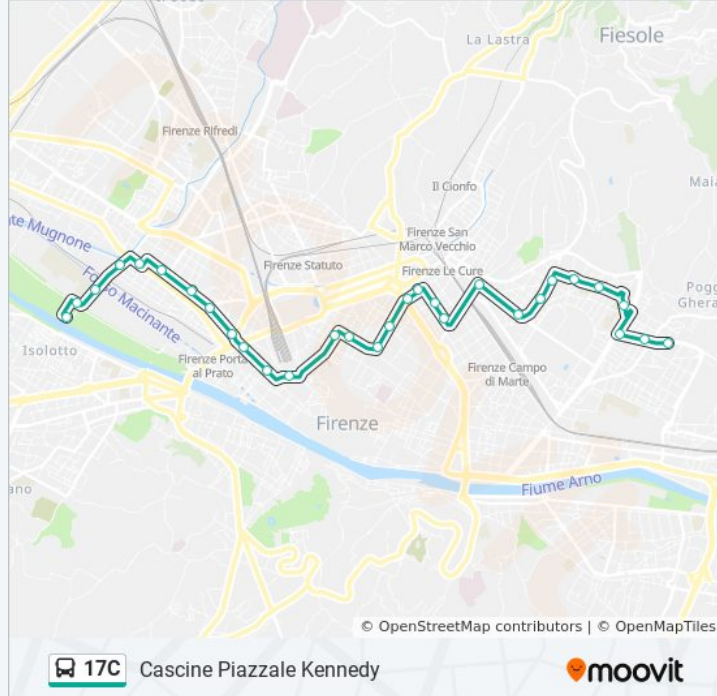 La Lastra
Fiesole
Firenze Rifredi
Il Cionfo
Maia
nte Mugnone
Firenze San
Marco Vecchio
Firenze Statuto
Firenze Le Cure
Fosso Macinante
Pogg
Ghera
Isolotto
Firenze Porta
al Prato
Firenze Campo
di Marte
Firenze
ano
Fiume Arno
© OpenStreetMap contributors | © OpenMapTiles
17C Cascine Piazzale Kennedy
moovit